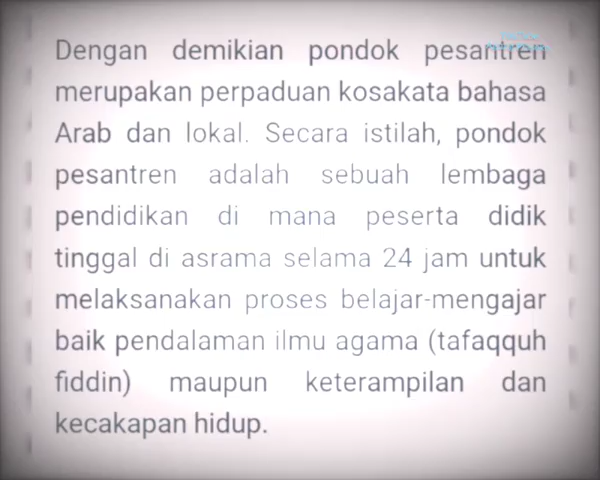 Dengan demikian pondok pesantren
merupakan perpaduan kosakata bahasa
Arab dan lokal. Secara istilah, pondok
pesantren adalah sebuah lembaga
pendidikan di mana peserta didik
tinggal di asrama selama 24 jam untuk
melaksanakan proses belajar-mengajar
baik pendalaman ilmu agama (tafaqquh
fiddin) maupun keterampilan dan
kecakapan hidup.